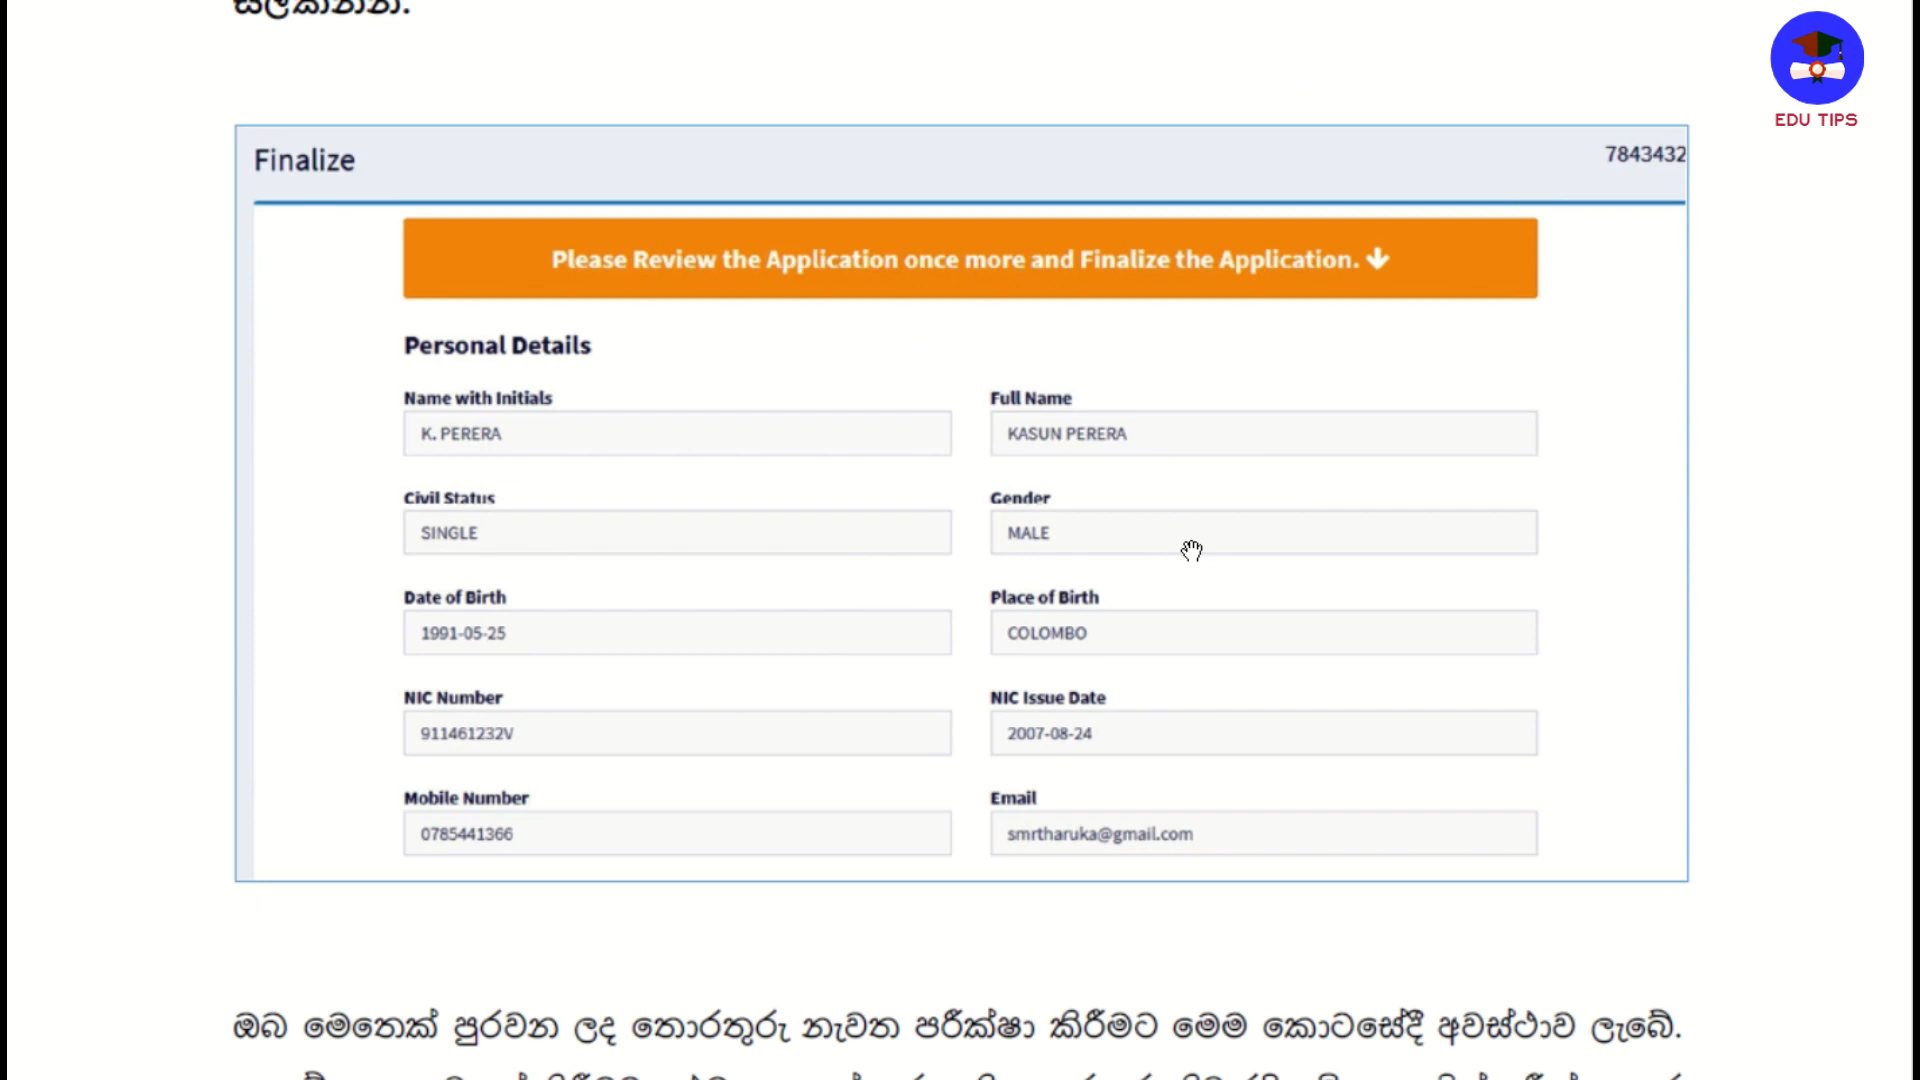 EDU TIPS
Finalize
7843432
Please Review the Application once more and Finalize the Application.
Personal Details
Name with Initials
Full Name
K. PERERA
KASUN PERERA
Civil Status
Gender
SINGLE
MALE
Date of Birth
Place of Birth
1991-05-25
COLOMBO
NIC Number
NIC Issue Date
911461232V
2007-08-24
Mobile Number
Email
0785441366
smrtharuka@gmail.com
ඔබ මෙතෙක් පුරවන ලද තොරතුරු නැවත පරීක්ෂා කිරීමට මෙම කොටසේදී අවස්ථාව ලැබේ.